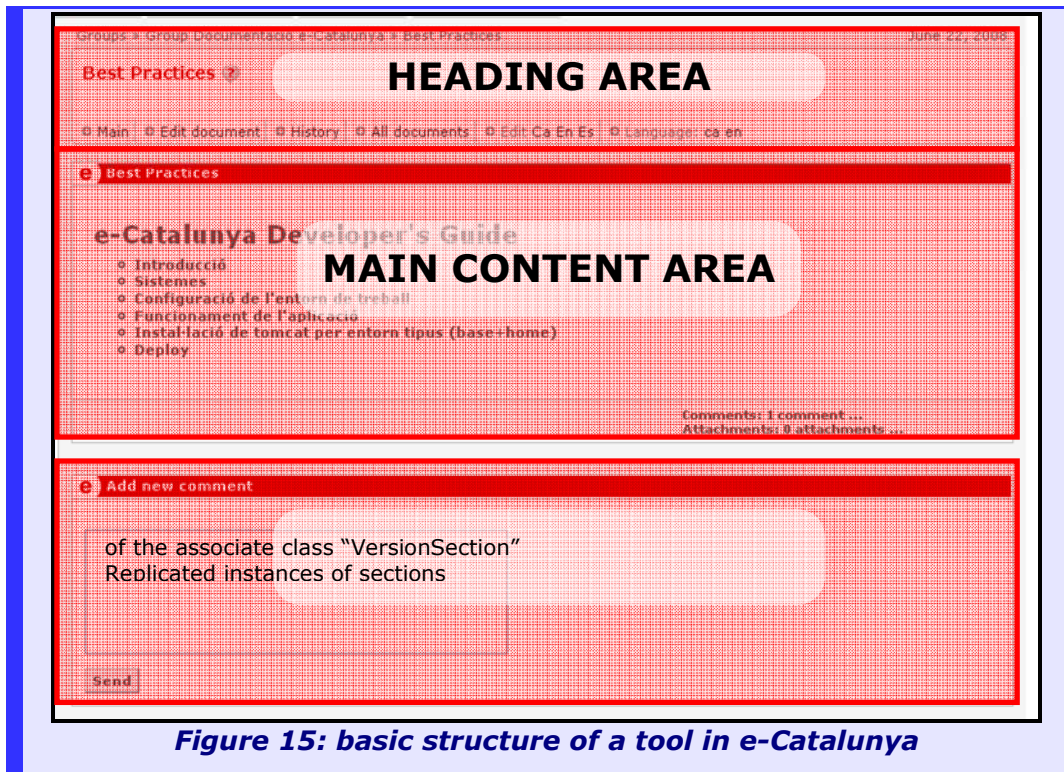 Groups » Group Documentació e-Catalunya » Best Practices June 22, 2008
Best Practices ?
HEADING AREA
Main Edit document History All documents Edit Ca En Es Language: ca en
e Best Practices
e-Catalunya Developer's Guide
MAIN CONTENT AREA
Introducció
Sistemes
Configuració de l'entorn de treball
Funcionament de l'aplicació
Instal·lació de tomcat per entorn tipus (base+home)
Deploy
Comments: 1 comment ...
Attachments: 0 attachments ...
e Add new comment
of the associate class “VersionSection”
Replicated instances of sections
Send
Figure 15: basic structure of a tool in e-Catalunya